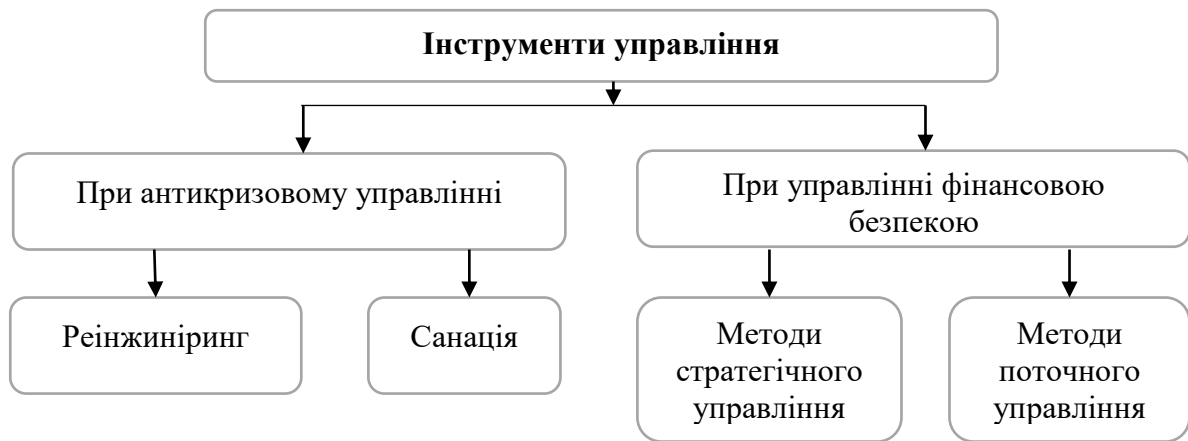 Інструменти управління
При антикризовому управлінні
При управлінні фінансовою
безпекою
Реінжиніринг
Санація
Методи
стратегічного
управління
Методи
поточного
управління